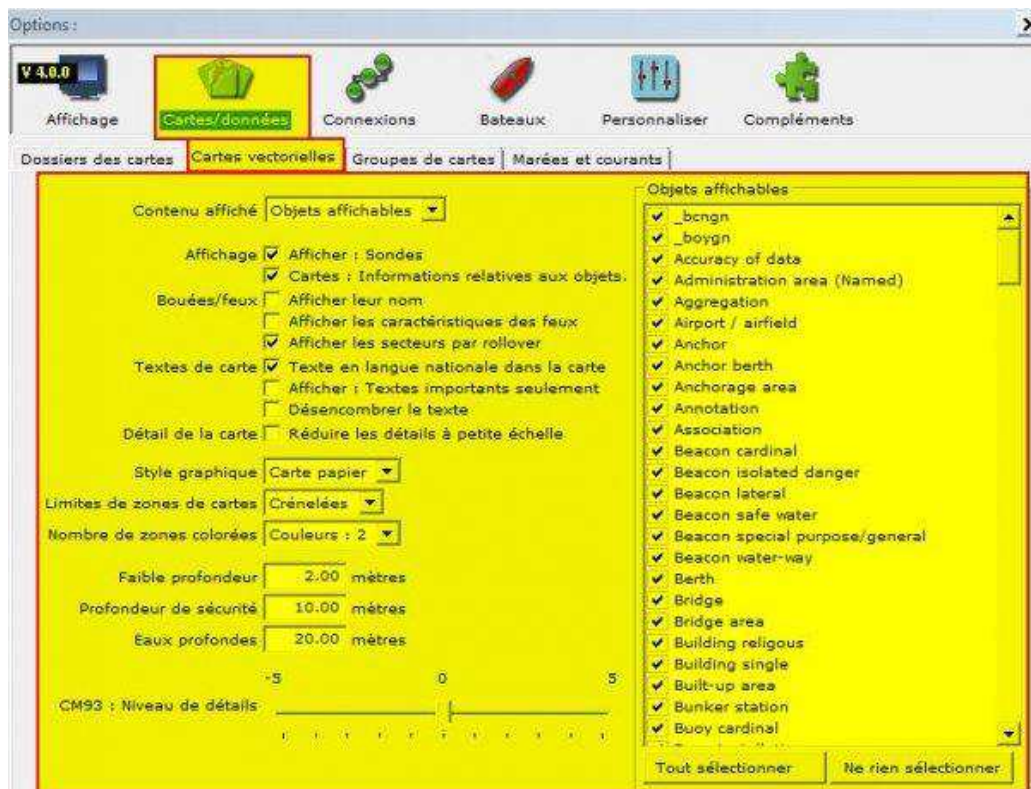 Options :
X
V 4.0.0
Affichage
Cartes/données
Connexions
Bateaux
Personnaliser
Compléments
Dossiers des cartes
Cartes vectorielles
Groupes de cartes
Marées et courants
Contenu affiché Objets affichables
Affichage Afficher : Sondes
Cartes : Informations relatives aux objets.
Bouées/feux Afficher leur nom
Afficher les caractéristiques des feux
Afficher les secteurs par rollover
Textes de carte Texte en langue nationale dans la carte
Afficher : Textes importants seulement
Désencombrer le texte
Détail de la carte Réduire les détails à petite échelle
Style graphique Carte papier
Limites de zones de cartes Crénelées
Nombre de zones colorées Couleurs : 2
Faible profondeur 2.00 mètres
Profondeur de sécurité 10.00 mètres
Eaux profondes 20.00 mètres
-5 0 5
CM93 : Niveau de détails
Objets affichables
_bcngn
_boygn
Accuracy of data
Administration area (Named)
Aggregation
Airport / airfield
Anchor
Anchor berth
Anchorage area
Annotation
Association
Beacon cardinal
Beacon isolated danger
Beacon lateral
Beacon safe water
Beacon special purpose/general
Beacon water-way
Berth
Bridge
Bridge area
Building religous
Building single
Built-up area
Bunker station
Buoy cardinal
Tout sélectionner
Ne rien sélectionner